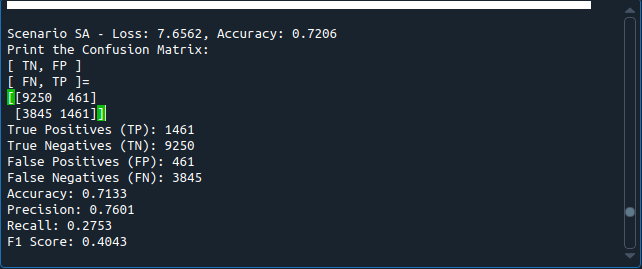 Scenario SA - Loss: 7.6562, Accuracy: 0.7206
Print the Confusion Matrix:
[ TN, FP ]
[ FN, TP ]=
[[9250  461]
 [3845 1461]]
True Positives (TP): 1461
True Negatives (TN): 9250
False Positives (FP): 461
False Negatives (FN): 3845
Accuracy: 0.7133
Precision: 0.7601
Recall: 0.2753
F1 Score: 0.4043